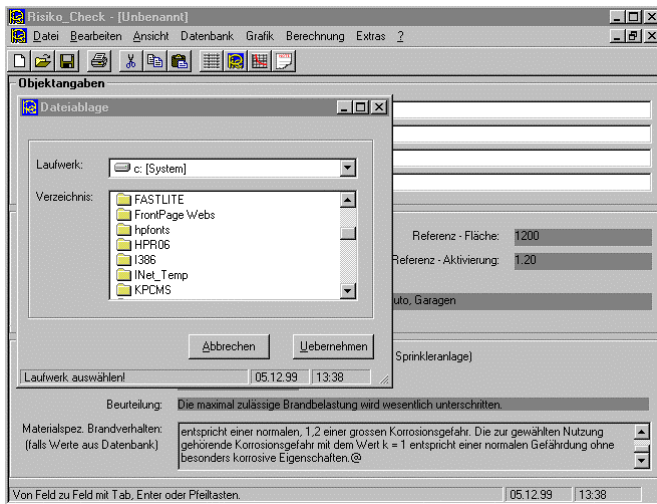 Risiko_Check - [Unbenannt]
Datei Bearbeiten Ansicht Datenbank Grafik Berechnung Extras ?
Objektangaben
Dateiablage
Laufwerk:
c: [System]
Verzeichnis:
FASTLITE
FrontPage Webs
hpfonts
HPR06
I386
INet_Temp
KPCMS
Abbrechen
Uebernehmen
Laufwerk auswählen!
05.12.99
13:38
Referenz - Fläche:
1200
Referenz - Aktivierung:
1.20
uto, Garagen
Sprinkleranlage)
Beurteilung:
Die maximal zulässige Brandbelastung wird wesentlich unterschritten.
Materialspez. Brandverhalten:
(falls Werte aus Datenbank)
entspricht einer normalen, 1,2 einer grossen Korrosionsgefahr. Die zur gewählten Nutzung
gehörende Korrosionsgefahr mit dem Wert k = 1 entspricht einer normalen Gefährdung ohne
besonders korrosive Eigenschaften.@
Von Feld zu Feld mit Tab, Enter oder Pfeiltasten.
05.12.99
13:38